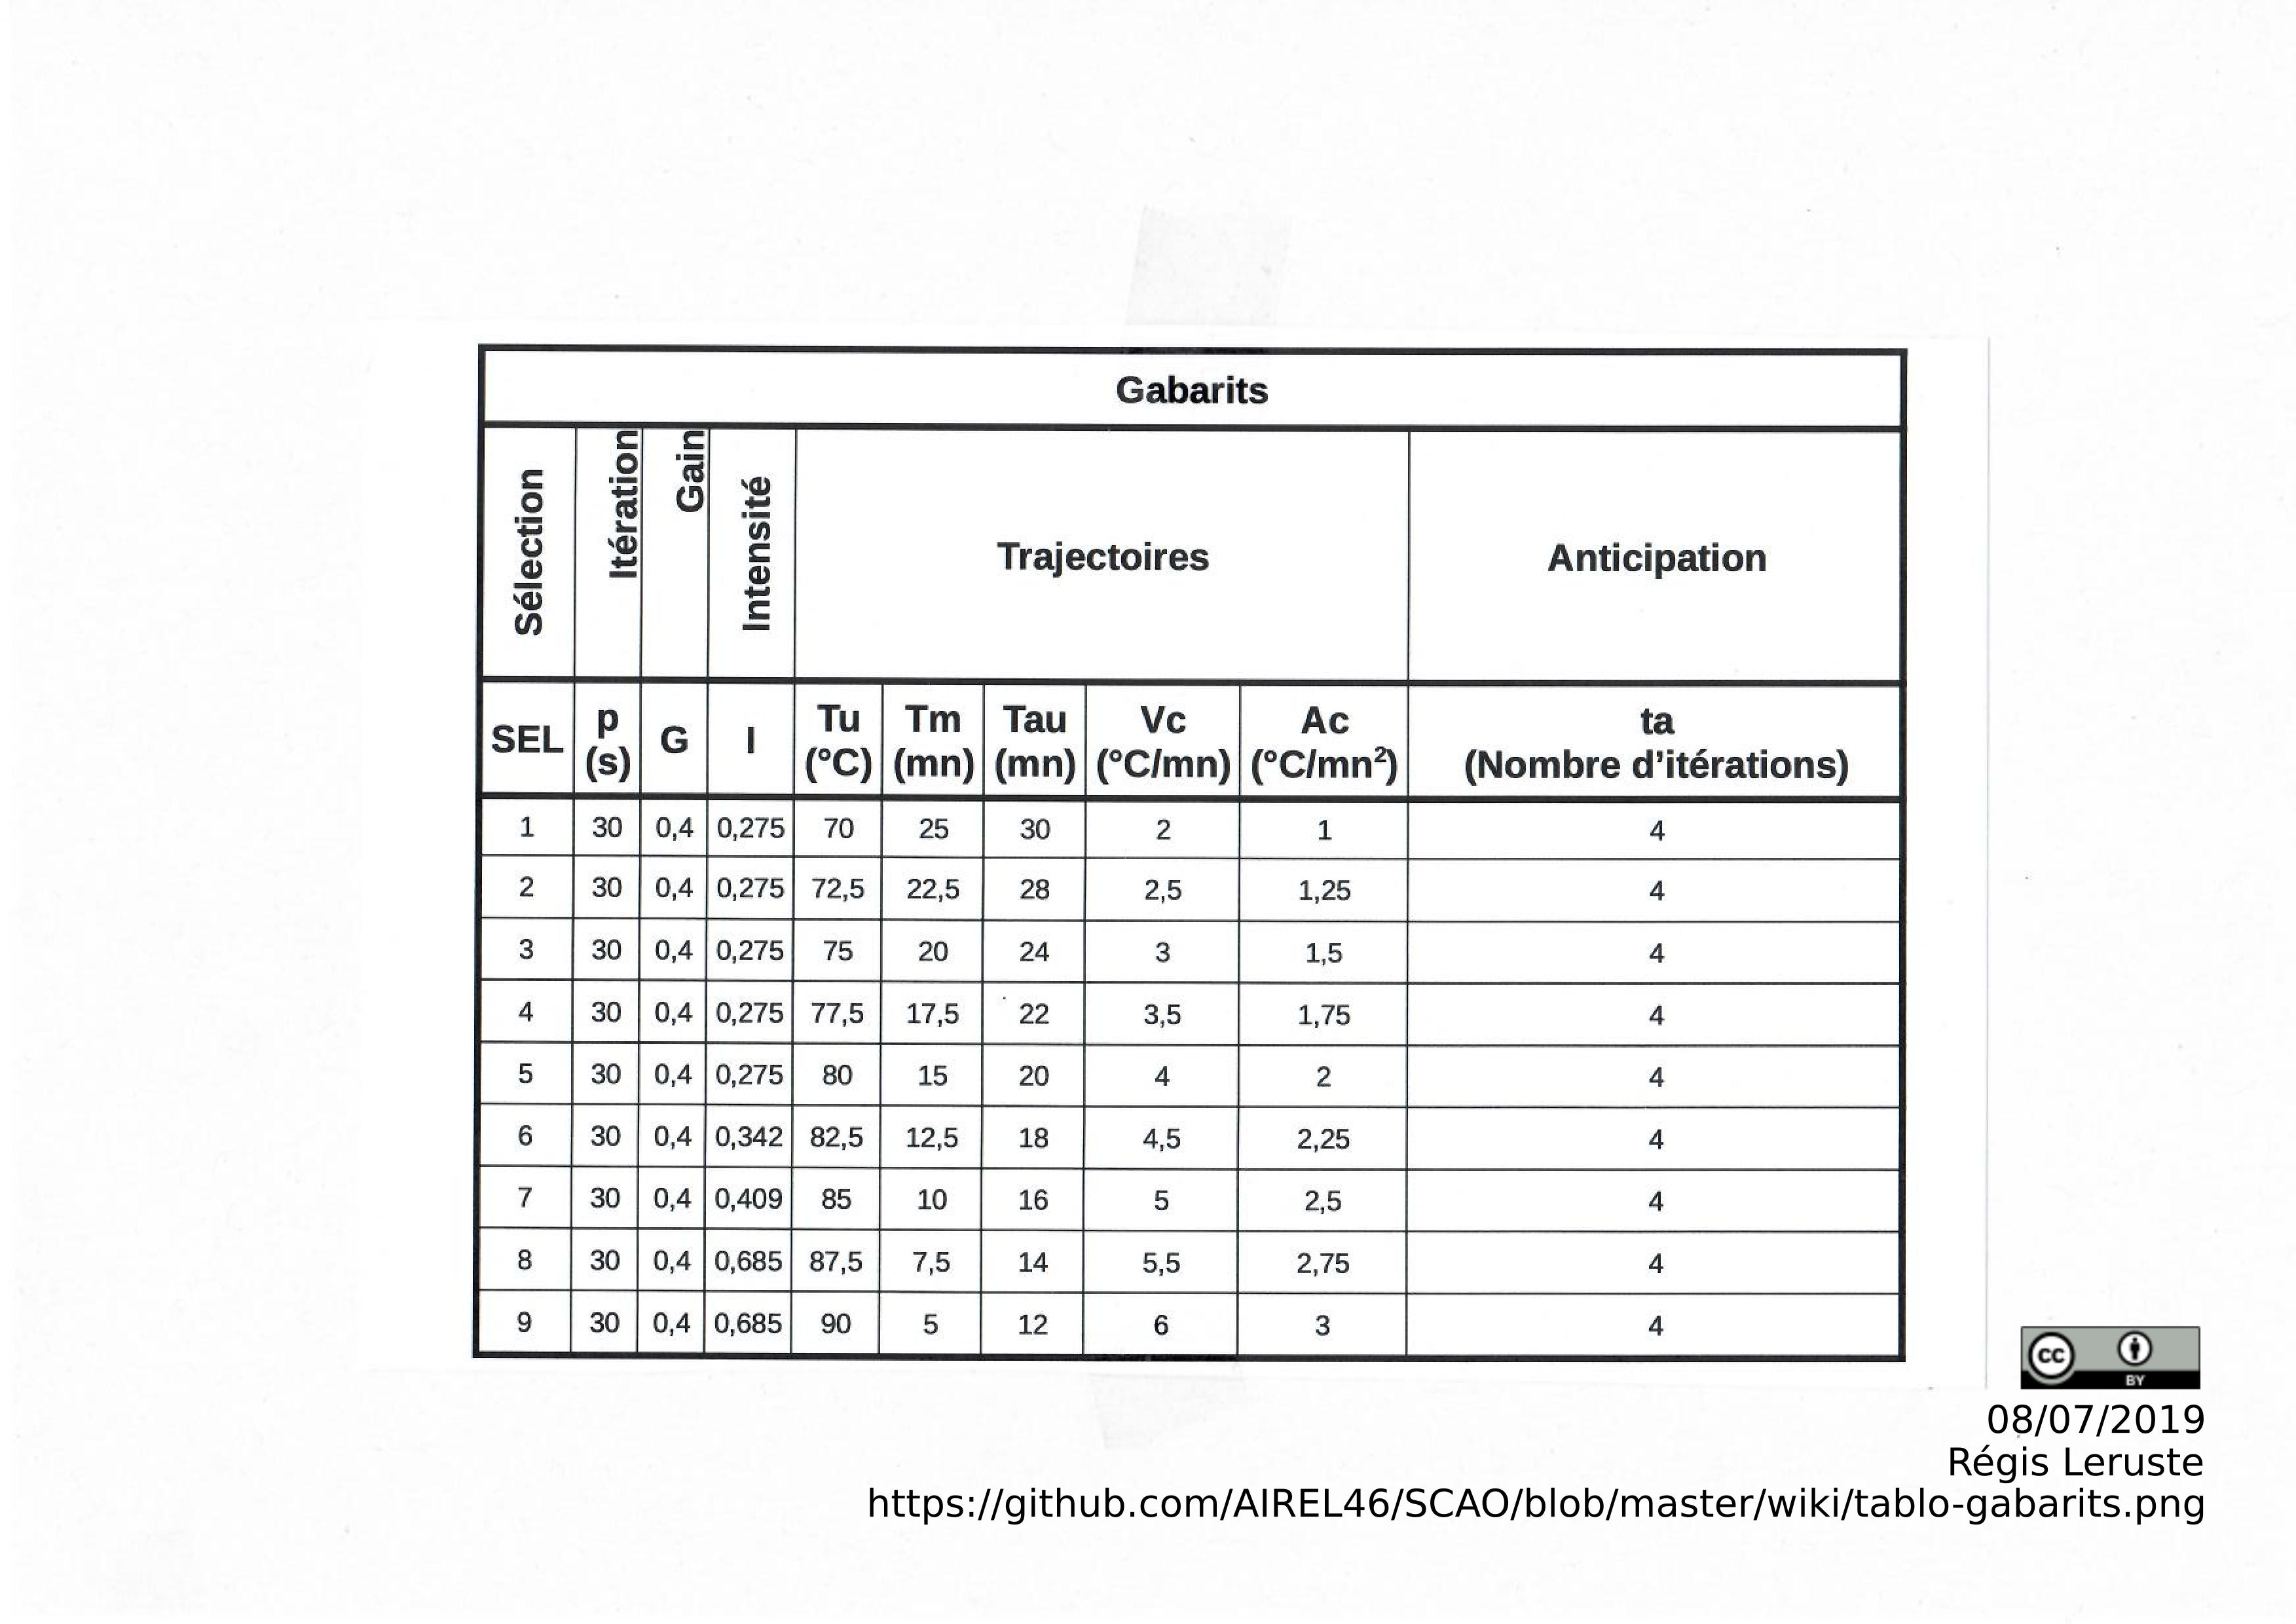 Gabarits
Sélection Itération Gain Intensité Trajectoires Anticipation
SEL p (s) G I Tu (°C) Tm (mn) Tau (mn) Vc (°C/mn) Ac (°C/mn²) ta (Nombre d’itérations)
1 30 0,4 0,275 70 25 30 2 1 4
2 30 0,4 0,275 72,5 22,5 28 2,5 1,25 4
3 30 0,4 0,275 75 20 24 3 1,5 4
4 30 0,4 0,275 77,5 17,5 22 3,5 1,75 4
5 30 0,4 0,275 80 15 20 4 2 4
6 30 0,4 0,342 82,5 12,5 18 4,5 2,25 4
7 30 0,4 0,409 85 10 16 5 2,5 4
8 30 0,4 0,685 87,5 7,5 14 5,5 2,75 4
9 30 0,4 0,685 90 5 12 6 3 4
cc BY
08/07/2019
Régis Leruste
https://github.com/AIREL46/SCAO/blob/master/wiki/tablo-gabarits.png